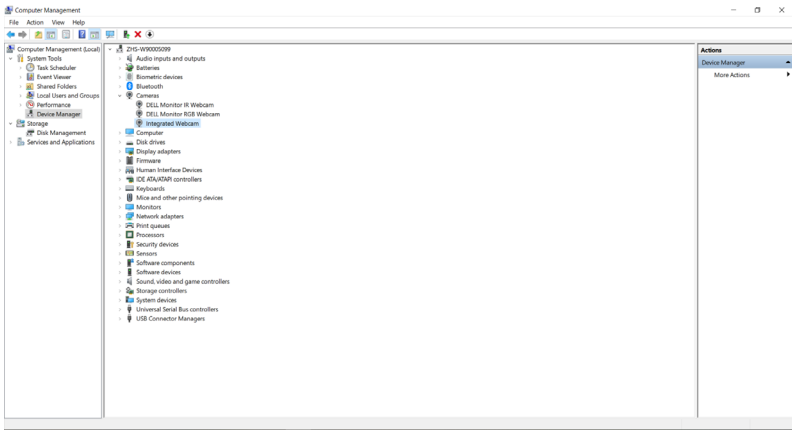 Computer Management
File Action View Help
Computer Management (Local)
System Tools
Task Scheduler
Event Viewer
Shared Folders
Local Users and Groups
Performance
Device Manager
Storage
Disk Management
Services and Applications
ZHS-W90005099
Audio inputs and outputs
Batteries
Biometric devices
Bluetooth
Cameras
DELL Monitor IR Webcam
DELL Monitor RGB Webcam
Integrated Webcam
Computer
Disk drives
Display adapters
Firmware
Human Interface Devices
IDE ATA/ATAPI controllers
Keyboards
Mice and other pointing devices
Monitors
Network adapters
Print queues
Processors
Security devices
Sensors
Software components
Software devices
Sound, video and game controllers
Storage controllers
System devices
Universal Serial Bus controllers
USB Connector Managers
Actions
Device Manager
More Actions